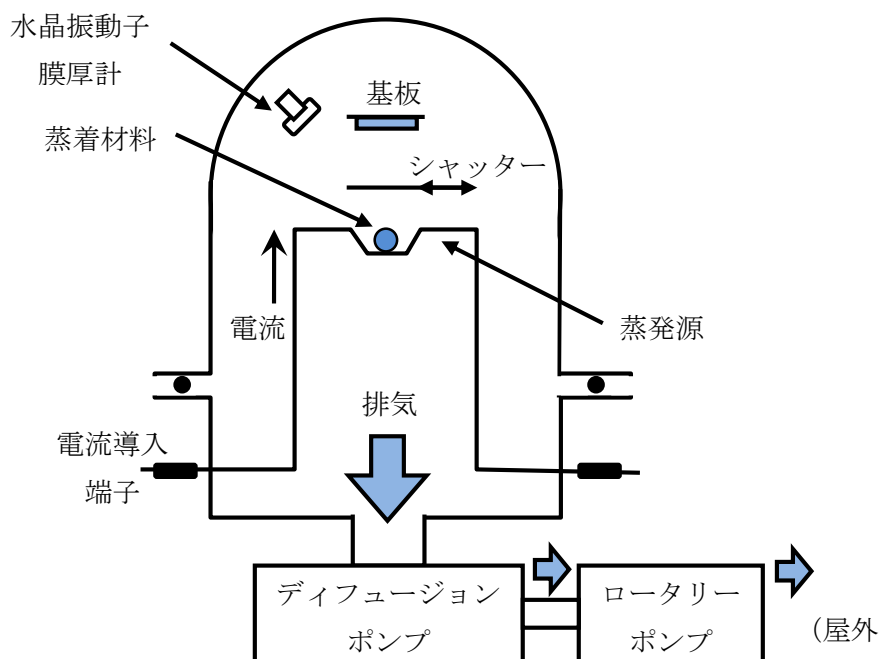 水晶振動子
膜厚計
基板
蒸着材料
シャッター
電流
蒸発源
排気
電流導入
端子
ディフュージョン
ポンプ
ロータリー
ポンプ
（屋外